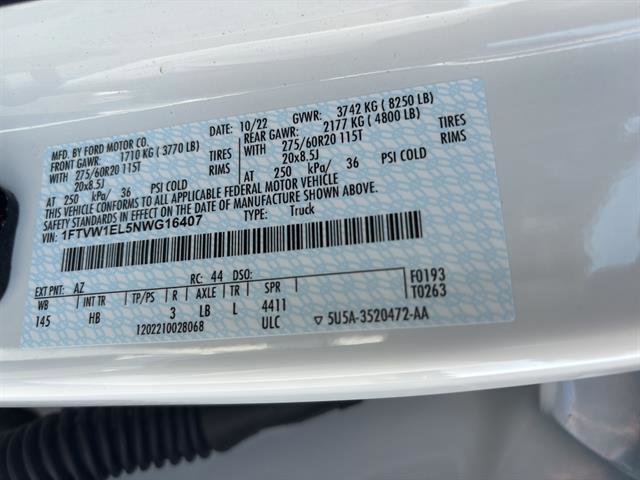 MFD. BY FORD MOTOR CO. DATE: 10/22 GVWR: 3742 KG ( 8250 LB)
FRONT GAWR: 1710 KG ( 3770 LB) REAR GAWR: 2177 KG ( 4800 LB)
WITH 275/60R20 115T TIRES WITH 275/60R20 115T TIRES
20x8.5J RIMS 20x8.5J RIMS
AT 250 kPa/ 36 PSI COLD AT 250 kPa/ 36 PSI COLD
THIS VEHICLE CONFORMS TO ALL APPLICABLE FEDERAL MOTOR VEHICLE
SAFETY STANDARDS IN EFFECT ON THE DATE OF MANUFACTURE SHOWN ABOVE.
VIN: 1FTVW1EL5NWG16407 TYPE: Truck
EXT PNT: AZ RC: 44 DSO: F0193
WB INT TR TP/PS R AXLE TR SPR T0263
145 HB 3 LB L 4411
1202210028068 ULC ▽ 5U5A-3520472-AA